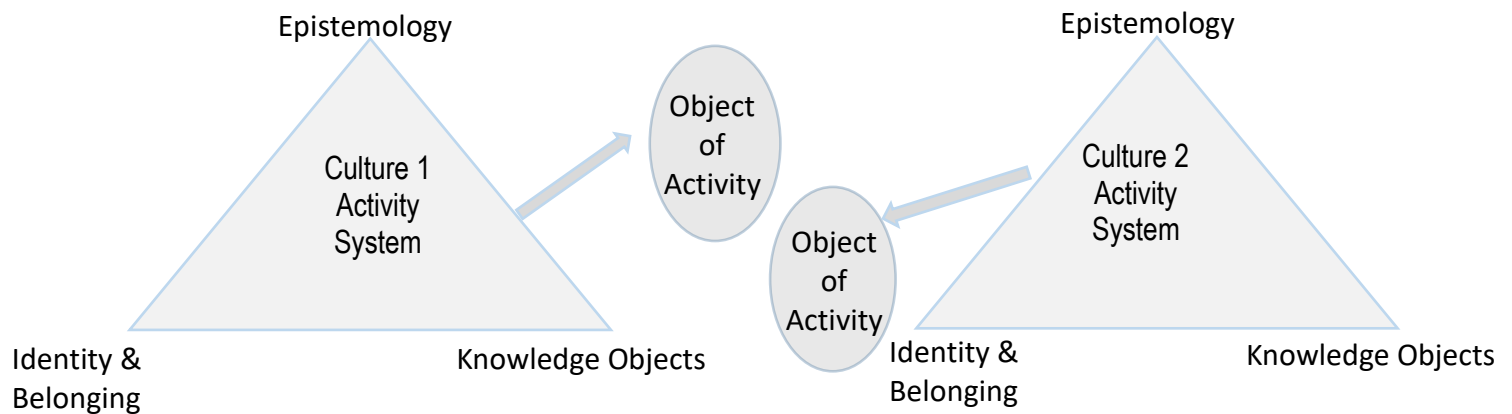 Epistemology
Culture 1
Activity
System
Identity &
Belonging
Knowledge Objects
Object
of
Activity
Object
of
Activity
Epistemology
Culture 2
Activity
System
Identity &
Belonging
Knowledge Objects